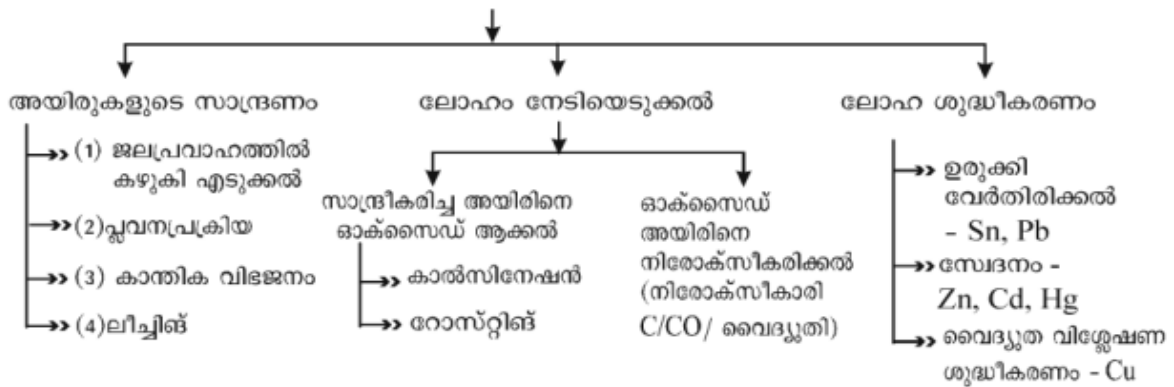 അയിരുകളുടെ സാന്ദ്രണം
(1) ജലപ്രവാഹത്തിൽ
കഴുകി എടുക്കൽ
(2)പ്ലവനപ്രക്രിയ
(3) കാന്തിക വിഭജനം
(4)ലീച്ചിങ്
ലോഹം നേടിയെടുക്കൽ
സാന്ദ്രീകരിച്ച അയിരിനെ
ഓക്സൈഡ് ആക്കൽ
കാൽസിനേഷൻ
റോസ്റ്റിങ്
ഓക്സൈഡ്
അയിരിനെ
നിരോക്സീകരിക്കൽ
(നിരോക്സീകാരി
C/CO/ വൈദ്യുതി)
ലോഹ ശുദ്ധീകരണം
ഉരുക്കി
വേർതിരിക്കൽ
- Sn, Pb
സ്വേദനം -
Zn, Cd, Hg
വൈദ്യുത വിശ്ലേഷണ
ശുദ്ധീകരണം - Cu